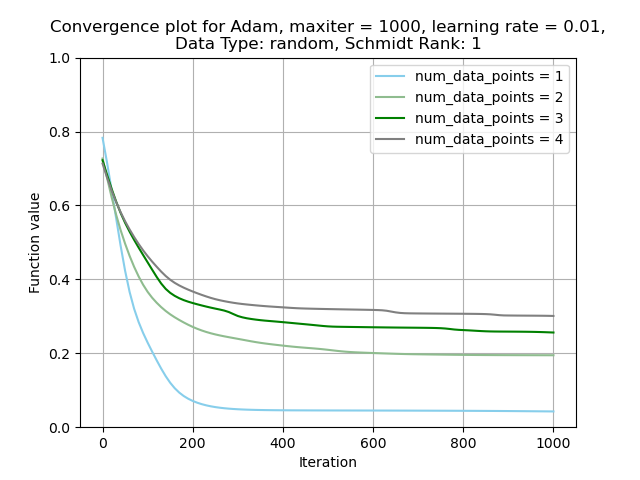 Convergence plot for Adam, maxiter = 1000, learning rate = 0.01,
Data Type: random, Schmidt Rank: 1
num_data_points = 1
num_data_points = 2
num_data_points = 3
num_data_points = 4
Function value
1.0
0.8
0.6
0.4
0.2
0.0
0 200 400 600 800 1000
Iteration